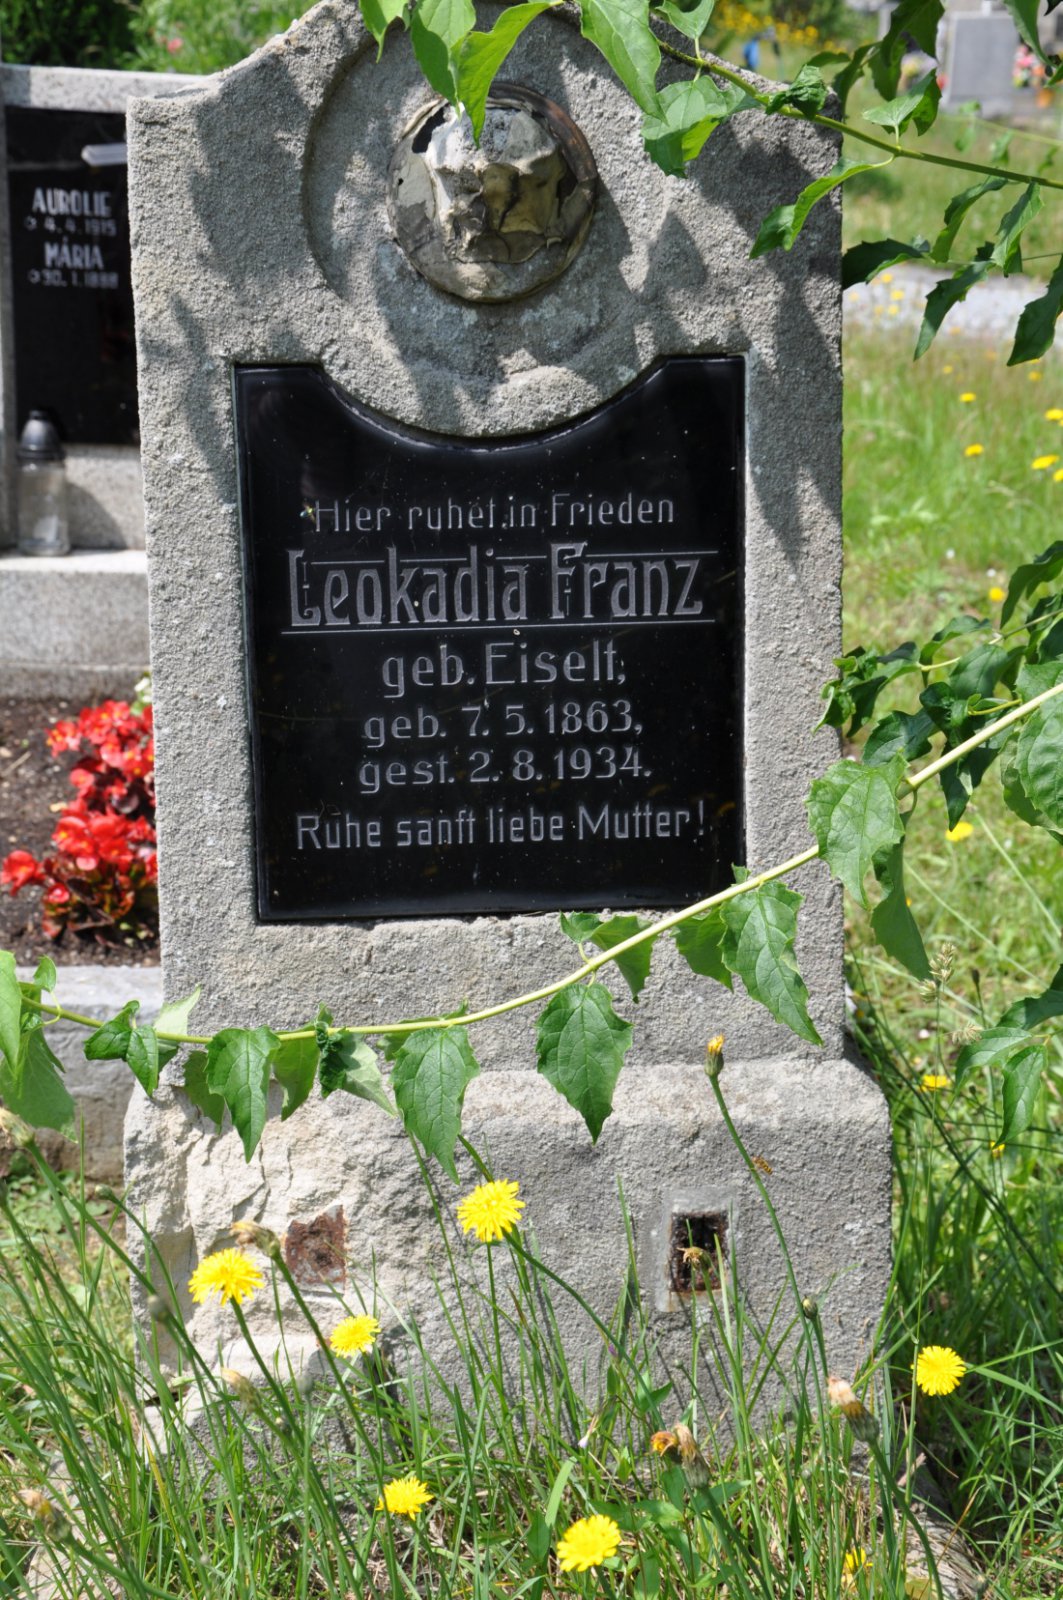 AUROLIE
☆ 4. 4. 1915
MÁRIA
Hier ruhet in Frieden
Leokadia Franz
geb. Eiselt,
geb. 7. 5. 1863,
gest. 2. 8. 1934.
Ruhe sanft liebe Mutter!